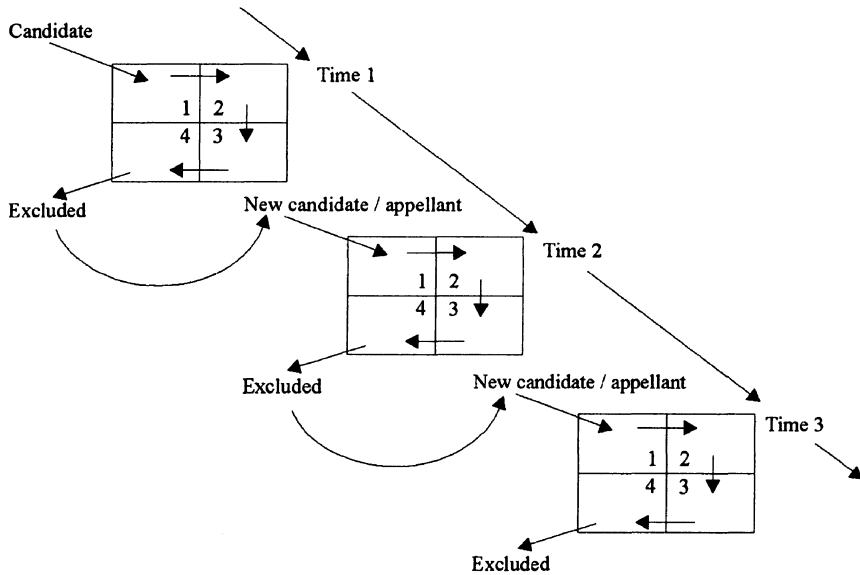 Candidate
Time 1
1 2
4 3
Excluded
New candidate / appellant
Time 2
1 2
4 3
Excluded
New candidate / appellant
Time 3
1 2
4 3
Excluded